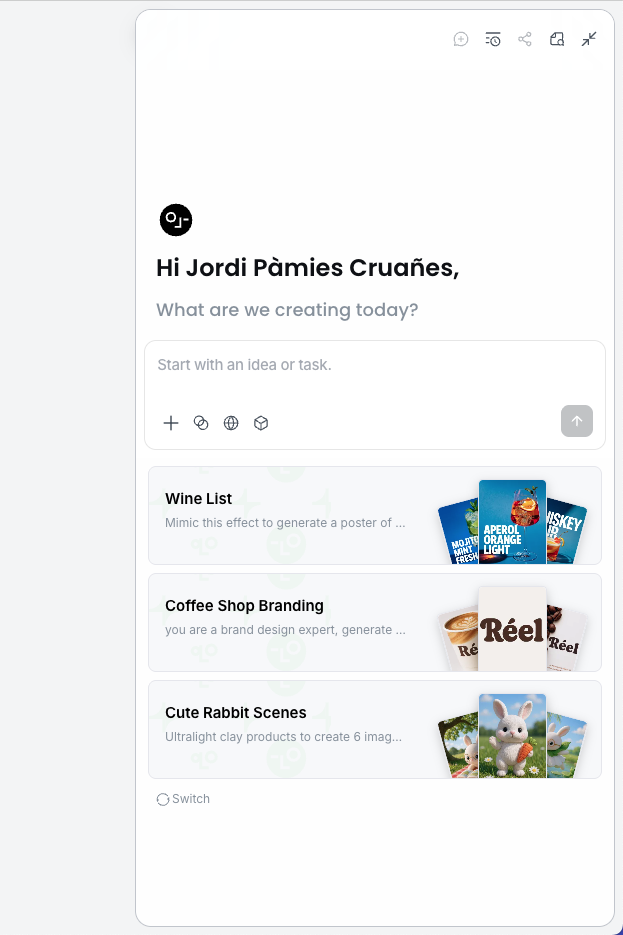 Hi Jordi Pàmies Cruañes,
What are we creating today?
Start with an idea or task.
Wine List
Mimic this effect to generate a poster of ...
MOJITO
MINT
FRESH
APEROL
ORANGE
LIGHT
Coffee Shop Branding
you are a brand design expert, generate ...
Réel
Réel
Cute Rabbit Scenes
Ultralight clay products to create 6 imag...
Switch